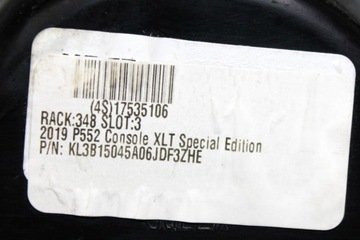 (4S)17535106
RACK:348 SLOT:3
2019 P552 Console XLT Special Edition
P/N: KL3B15045A06JDF3ZHE